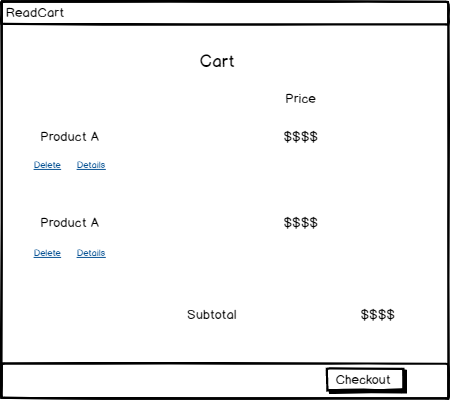 ReadCart
Cart
Price
Product A $$$$
Delete Details
Product A $$$$
Delete Details
Subtotal $$$$
Checkout